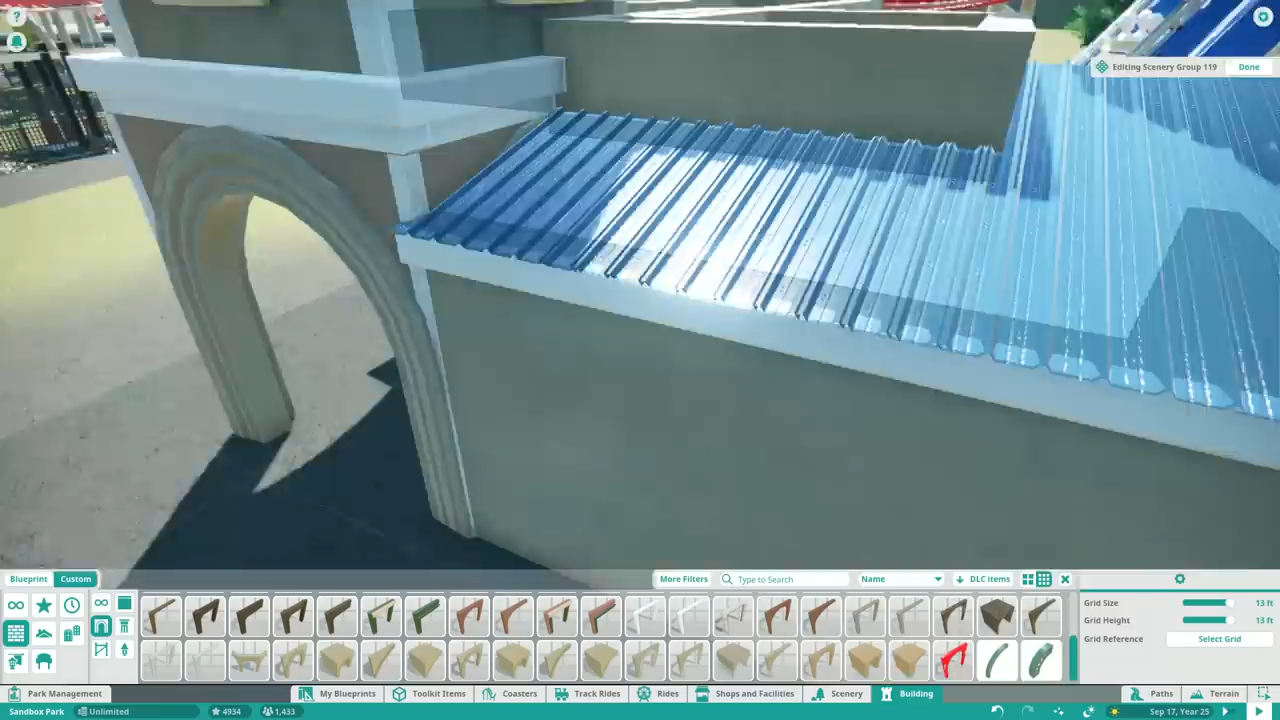 ?
Editing Scenery Group 119 Done
Blueprint Custom More Filters Type to Search Name DLC items
Grid Size 13 ft
Grid Height 13 ft
Grid Reference Select Grid
Park Management My Blueprints Toolkit Items Coasters Track Rides Rides Shops and Facilities Scenery Building Paths Terrain
Sandbox Park Unlimited 4934 1,433 Sep 17, Year 25